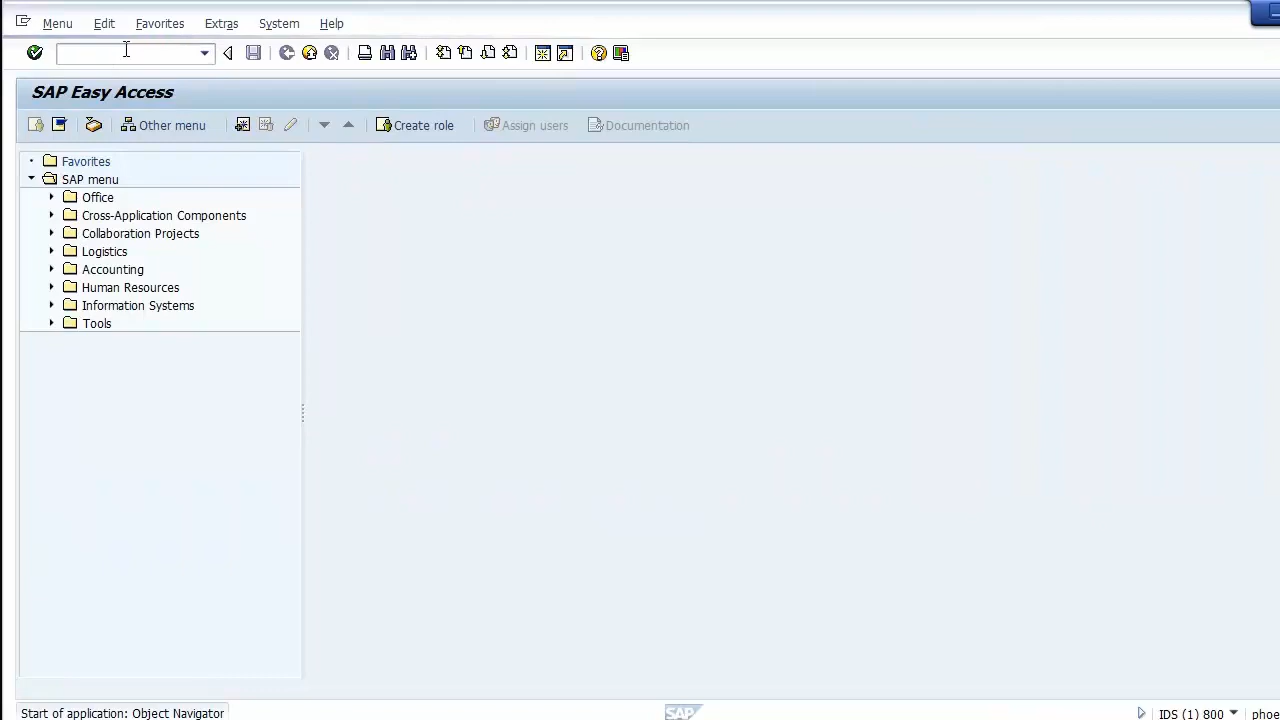 Menu Edit Favorites Extras System Help
SAP Easy Access
Other menu Create role Assign users Documentation
Favorites
SAP menu
Office
Cross-Application Components
Collaboration Projects
Logistics
Accounting
Human Resources
Information Systems
Tools
Start of application: Object Navigator SAP IDS (1) 800 phoe